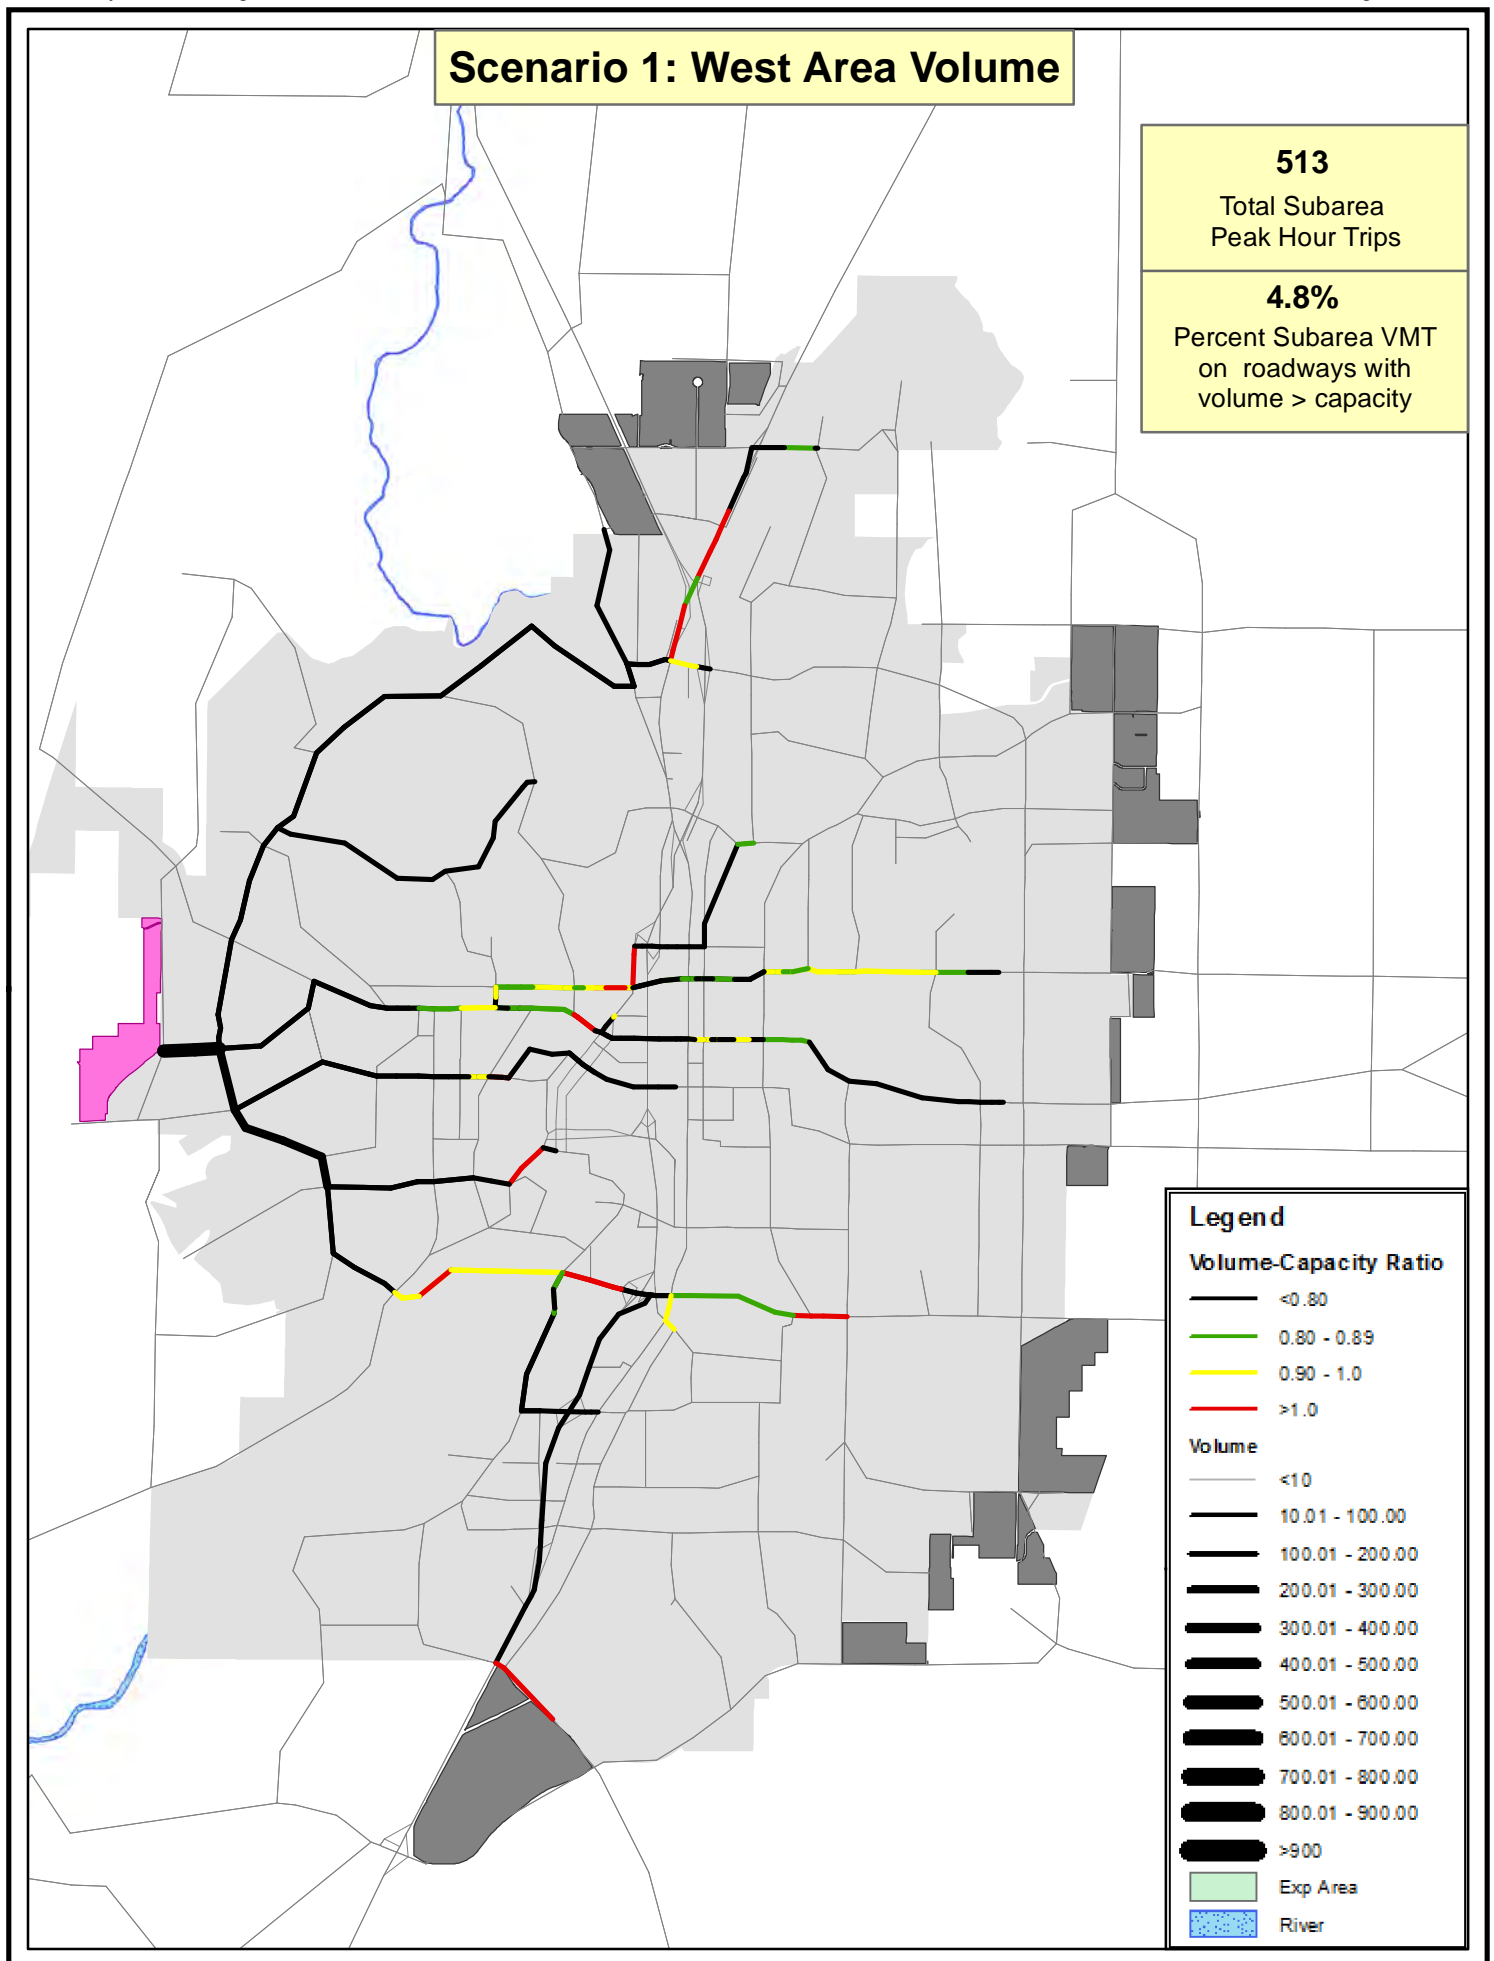 Scenario 1: West Area Volume
513
Total Subarea
Peak Hour Trips
4.8%
Percent Subarea VMT
on roadways with
volume > capacity
Legend
Volume-Capacity Ratio
<0.80
0.80 - 0.89
0.90 - 1.0
>1.0
Volume
<10
10.01 - 100.00
100.01 - 200.00
200.01 - 300.00
300.01 - 400.00
400.01 - 500.00
500.01 - 600.00
600.01 - 700.00
700.01 - 800.00
800.01 - 900.00
>900
Exp Area
River